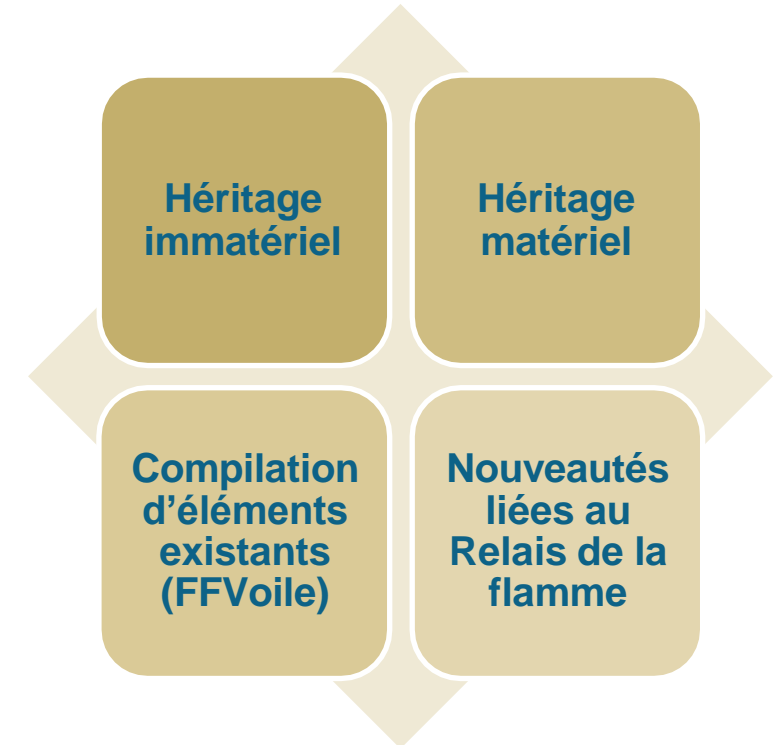 Héritage
immatériel
Héritage
matériel
Compilation
d’éléments
existants
(FFVoile)
Nouveautés
liées au
Relais de la
flamme